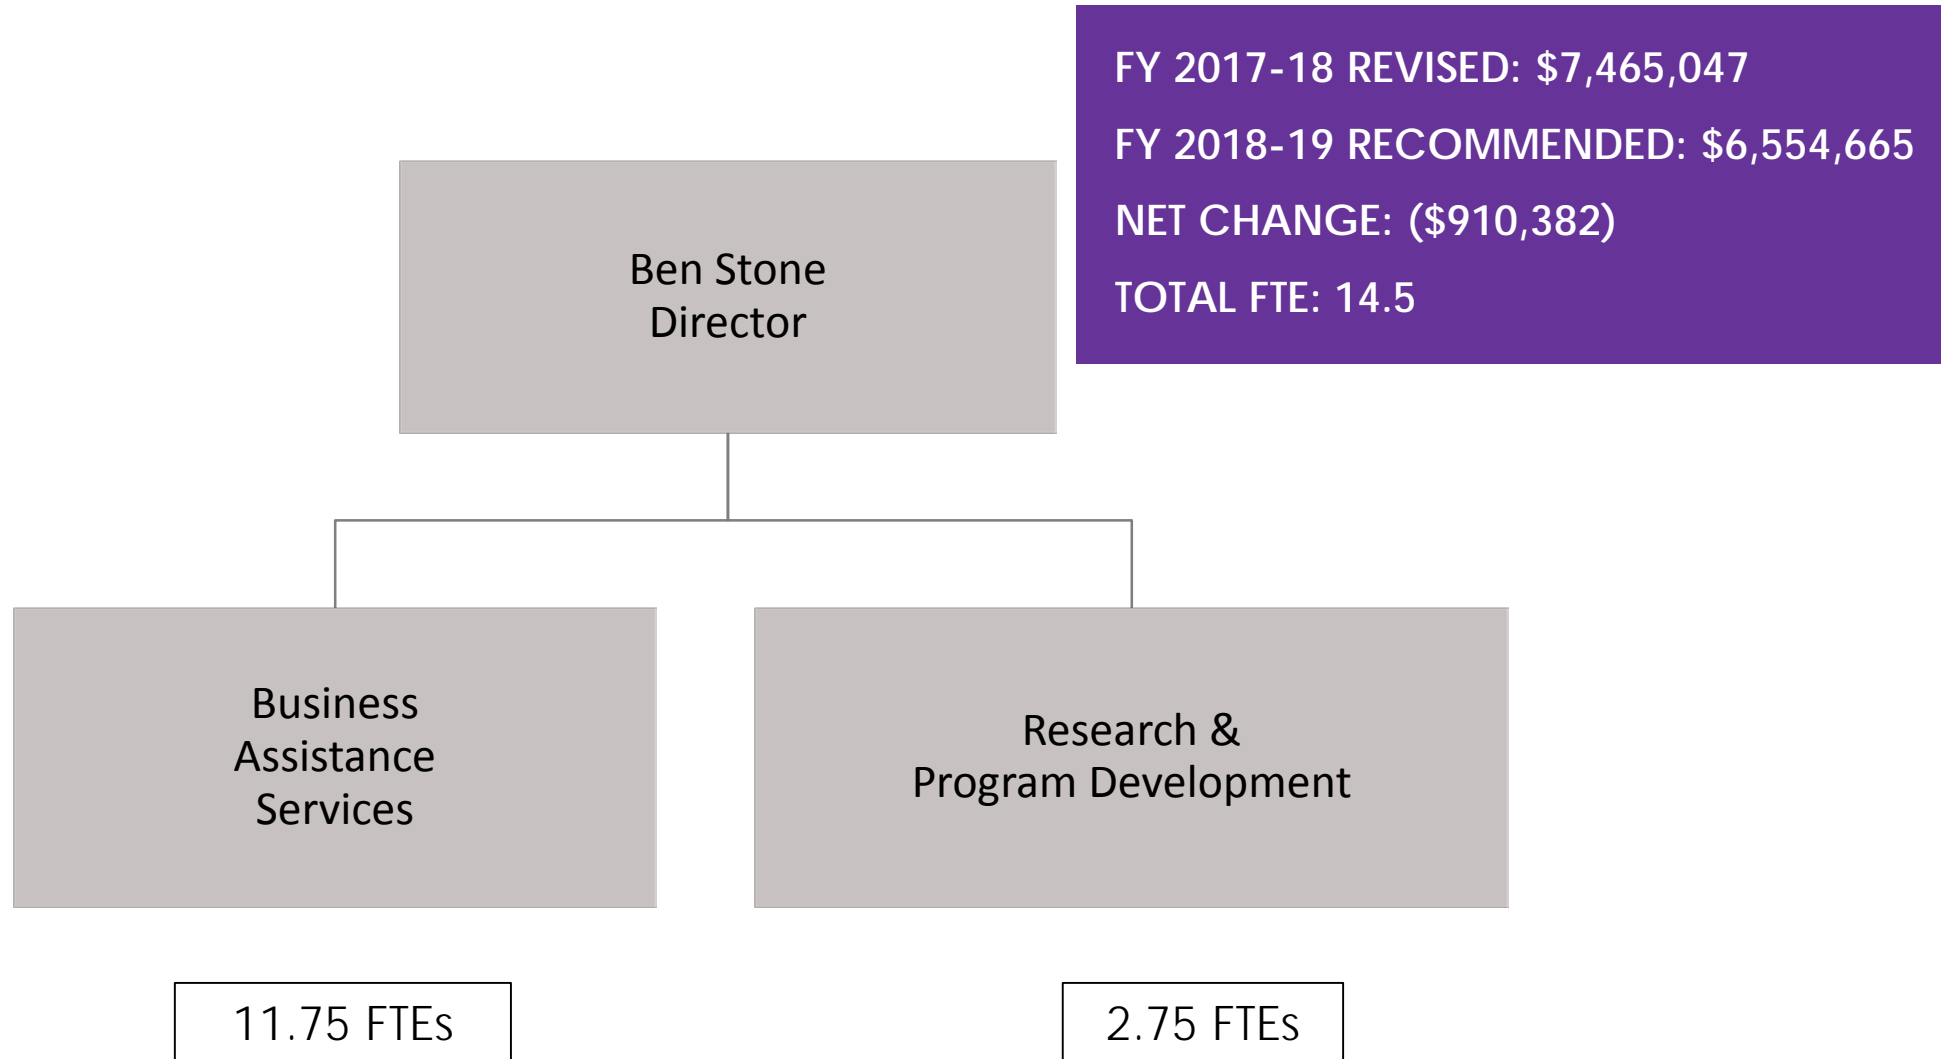 FY 2017-18 REVISED: $7,465,047
FY 2018-19 RECOMMENDED: $6,554,665
NET CHANGE: ($910,382)
TOTAL FTE: 14.5
Ben Stone
Director
Business
Assistance
Services
Research &
Program Development
11.75 FTEs
2.75 FTEs